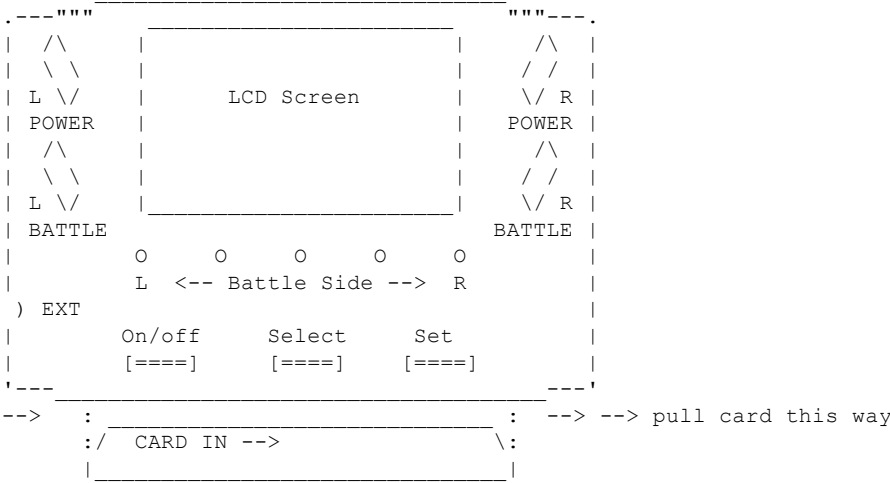 L R
LCD Screen
POWER POWER
L R
BATTLE BATTLE
O O O O O
L <-- Battle Side --> R
) EXT
On/off Select Set
[====] [====] [====]
--> --> --> pull card this way
CARD IN -->